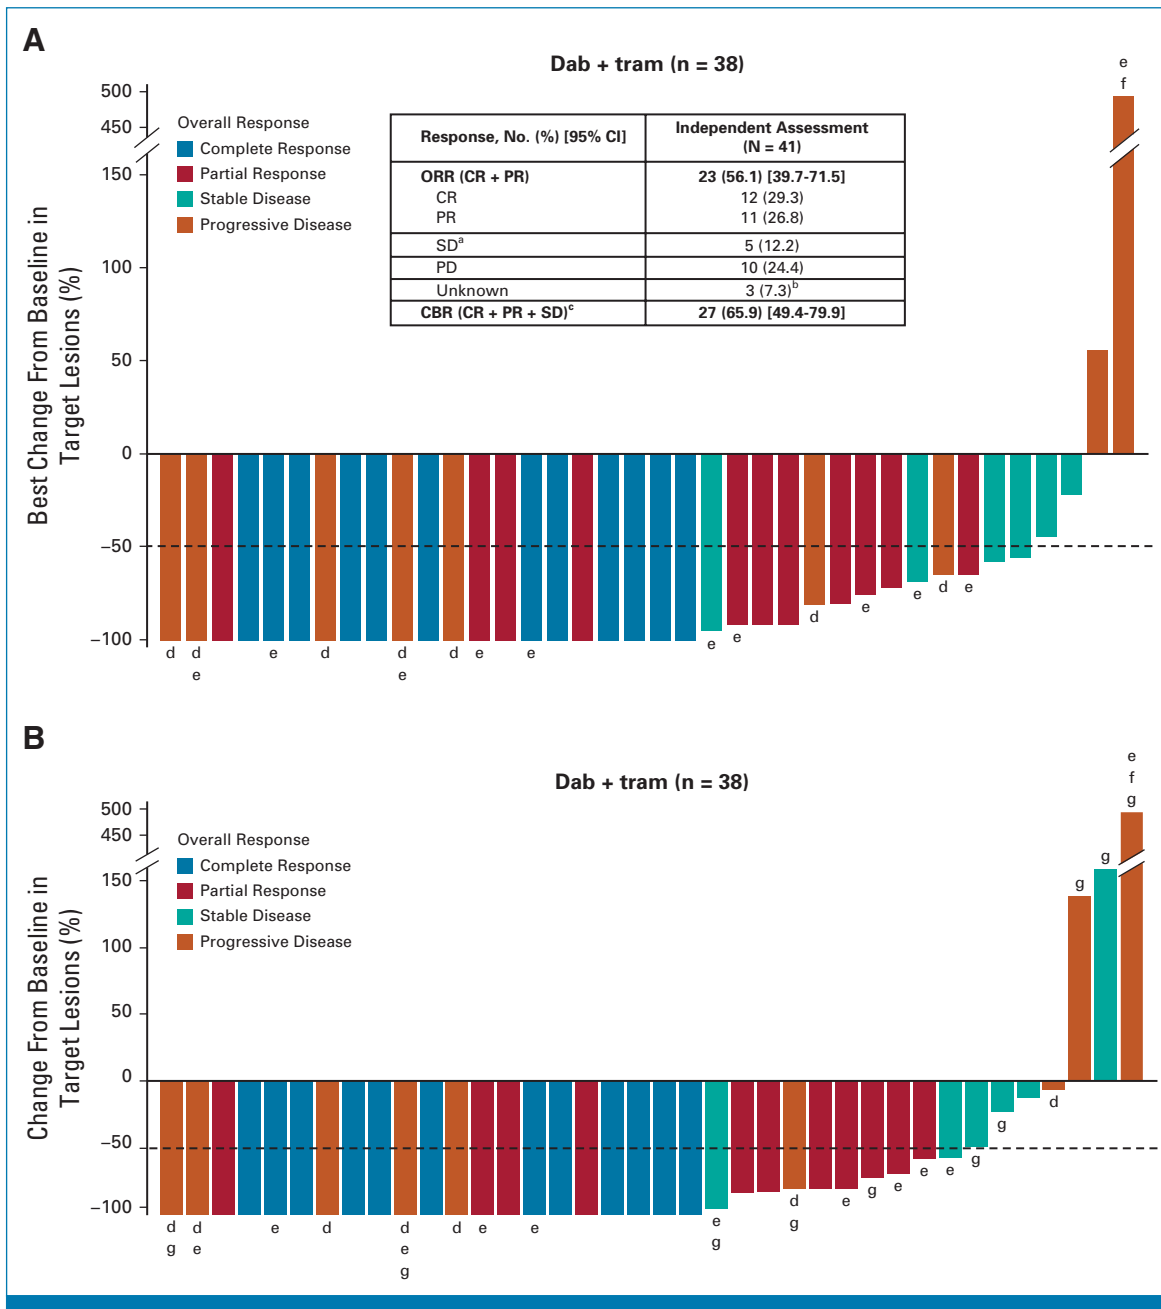 A
Dab + tram (n = 38)
e
f
500
450
150
100
50
0
–50
–100
Best Change From Baseline in
Target Lesions (%)
Overall Response
Complete Response
Partial Response
Stable Disease
Progressive Disease
Response, No. (%) [95% CI] Independent Assessment
(N = 41)
ORR (CR + PR) 23 (56.1) [39.7-71.5]
CR 12 (29.3)
PR 11 (26.8)
SDa 5 (12.2)
PD 10 (24.4)
Unknown 3 (7.3)b
CBR (CR + PR + SD)c 27 (65.9) [49.4-79.9]
d d e d d d e e e e d e e d e
e e
B
Dab + tram (n = 38)
e
f
g
g
g
500
450
150
100
50
0
–50
–100
Change From Baseline in
Target Lesions (%)
Overall Response
Complete Response
Partial Response
Stable Disease
Progressive Disease
d d e d d d e e e d e g e e e g g d
g e e g g
g